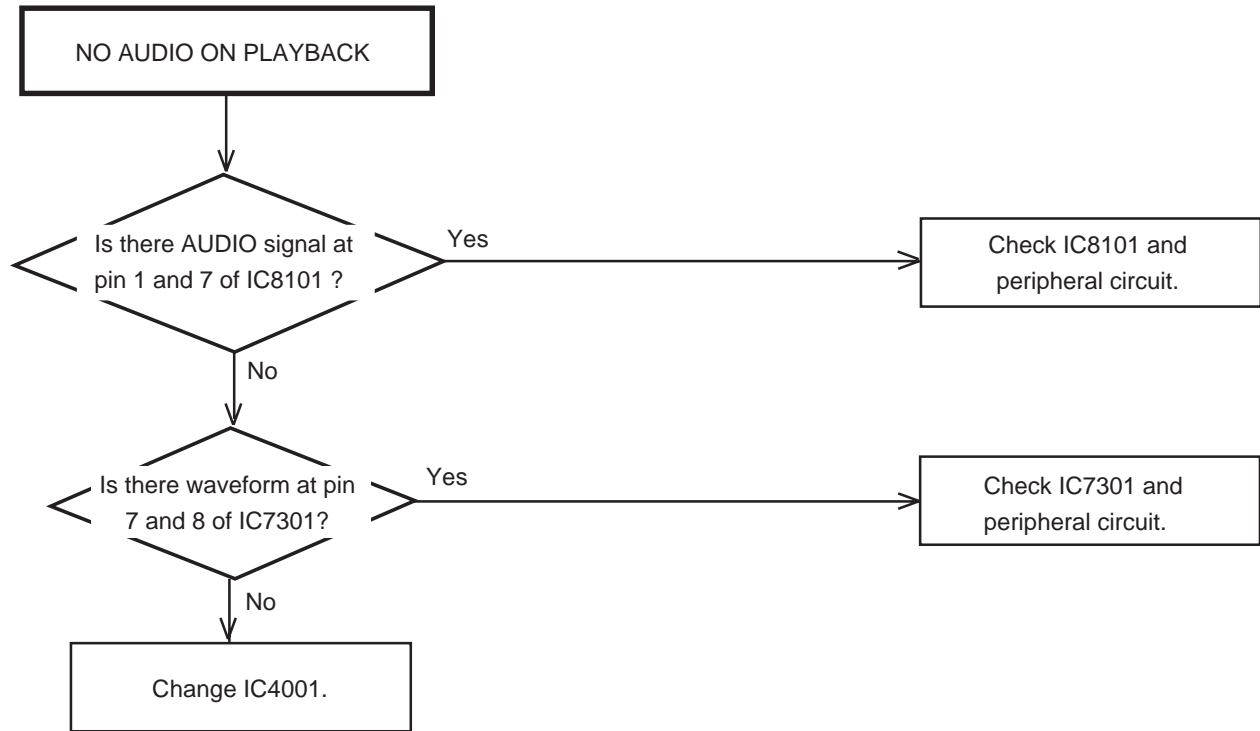 NO AUDIO ON PLAYBACK
Is there AUDIO signal at
pin 1 and 7 of IC8101 ?
Yes
Check IC8101 and
peripheral circuit.
No
Is there waveform at pin
7 and 8 of IC7301?
Yes
Check IC7301 and
peripheral circuit.
No
Change IC4001.